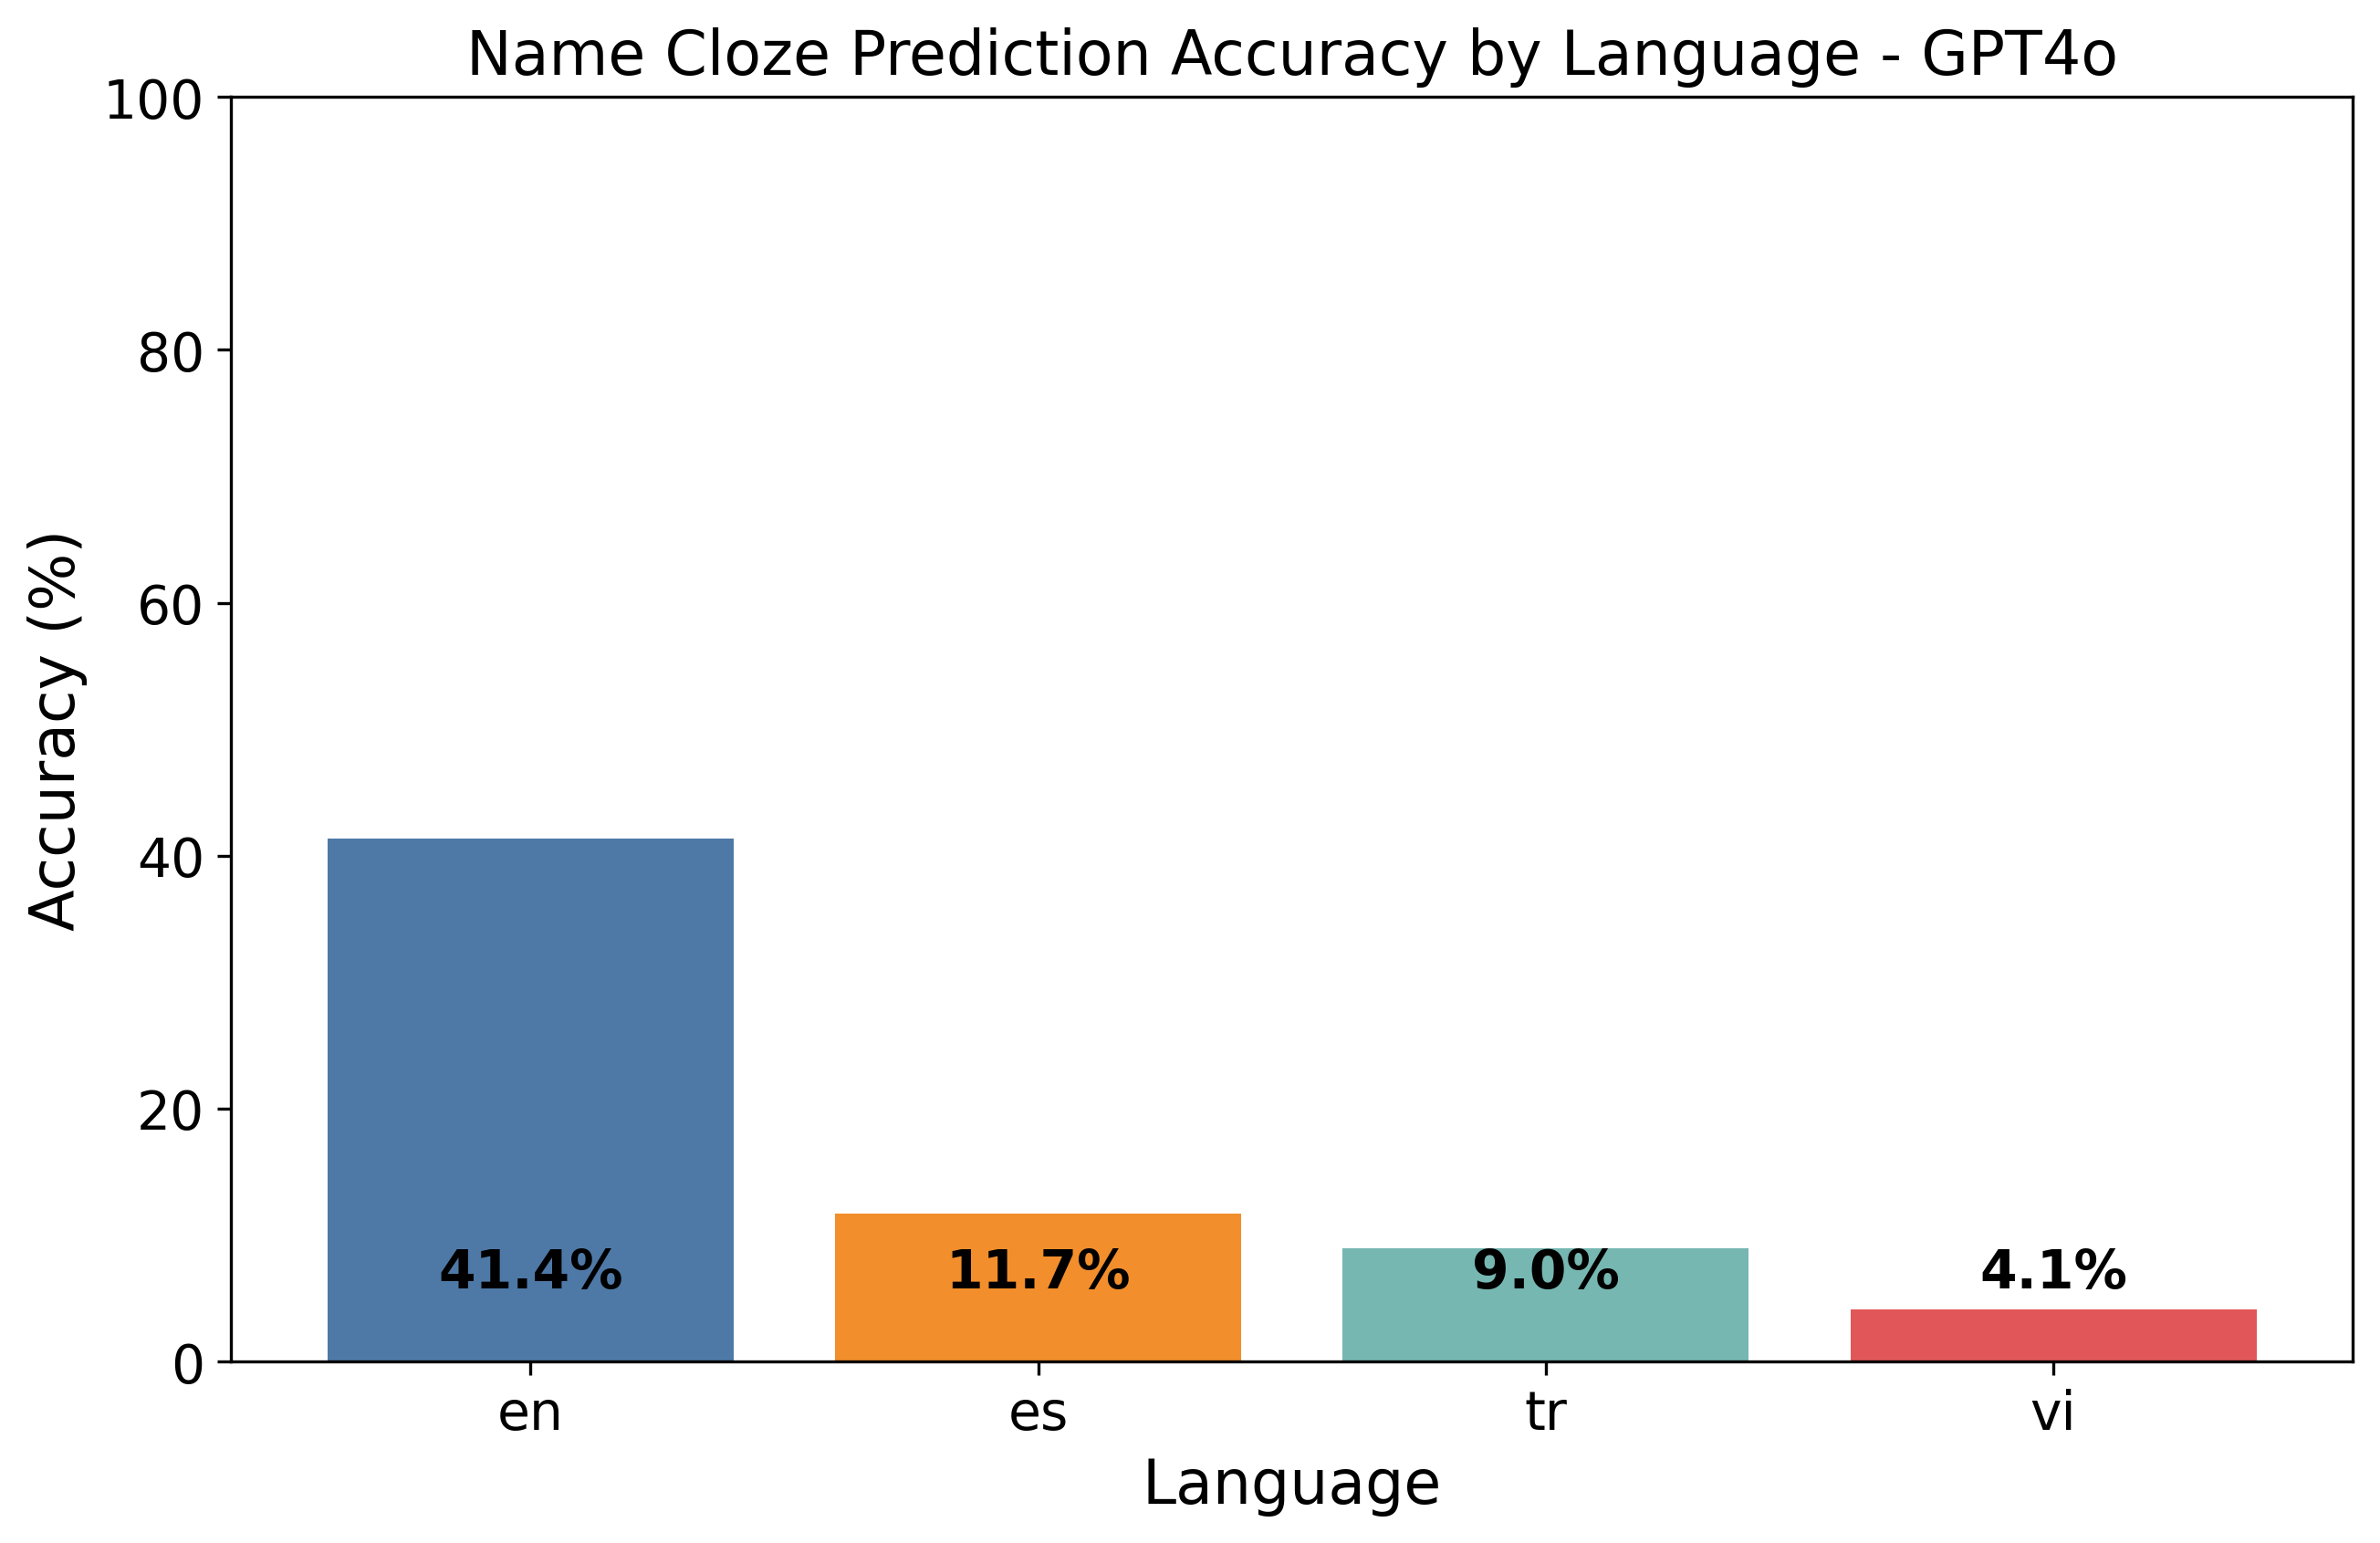 Name Cloze Prediction Accuracy by Language - GPT4o
Accuracy (%)
100
80
60
40
20
0
41.4%
11.7%
9.0%
4.1%
en
es
tr
vi
Language